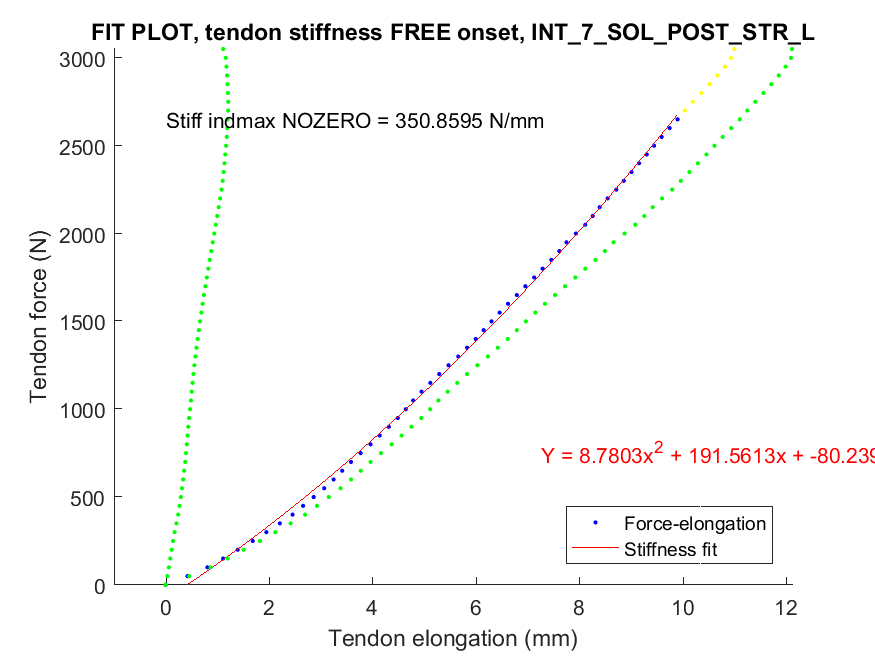 FIT PLOT, tendon stiffness FREE onset, INT_7_SOL_POST_STR_L
3000
Stiff indmax NOZERO = 350.8595 N/mm
2500
2000
Tendon force (N)
1500
1000
Y = 8.7803x² + 191.5613x + -80.239
500
Force-elongation
Stiffness fit
0
0 2 4 6 8 10 12
Tendon elongation (mm)